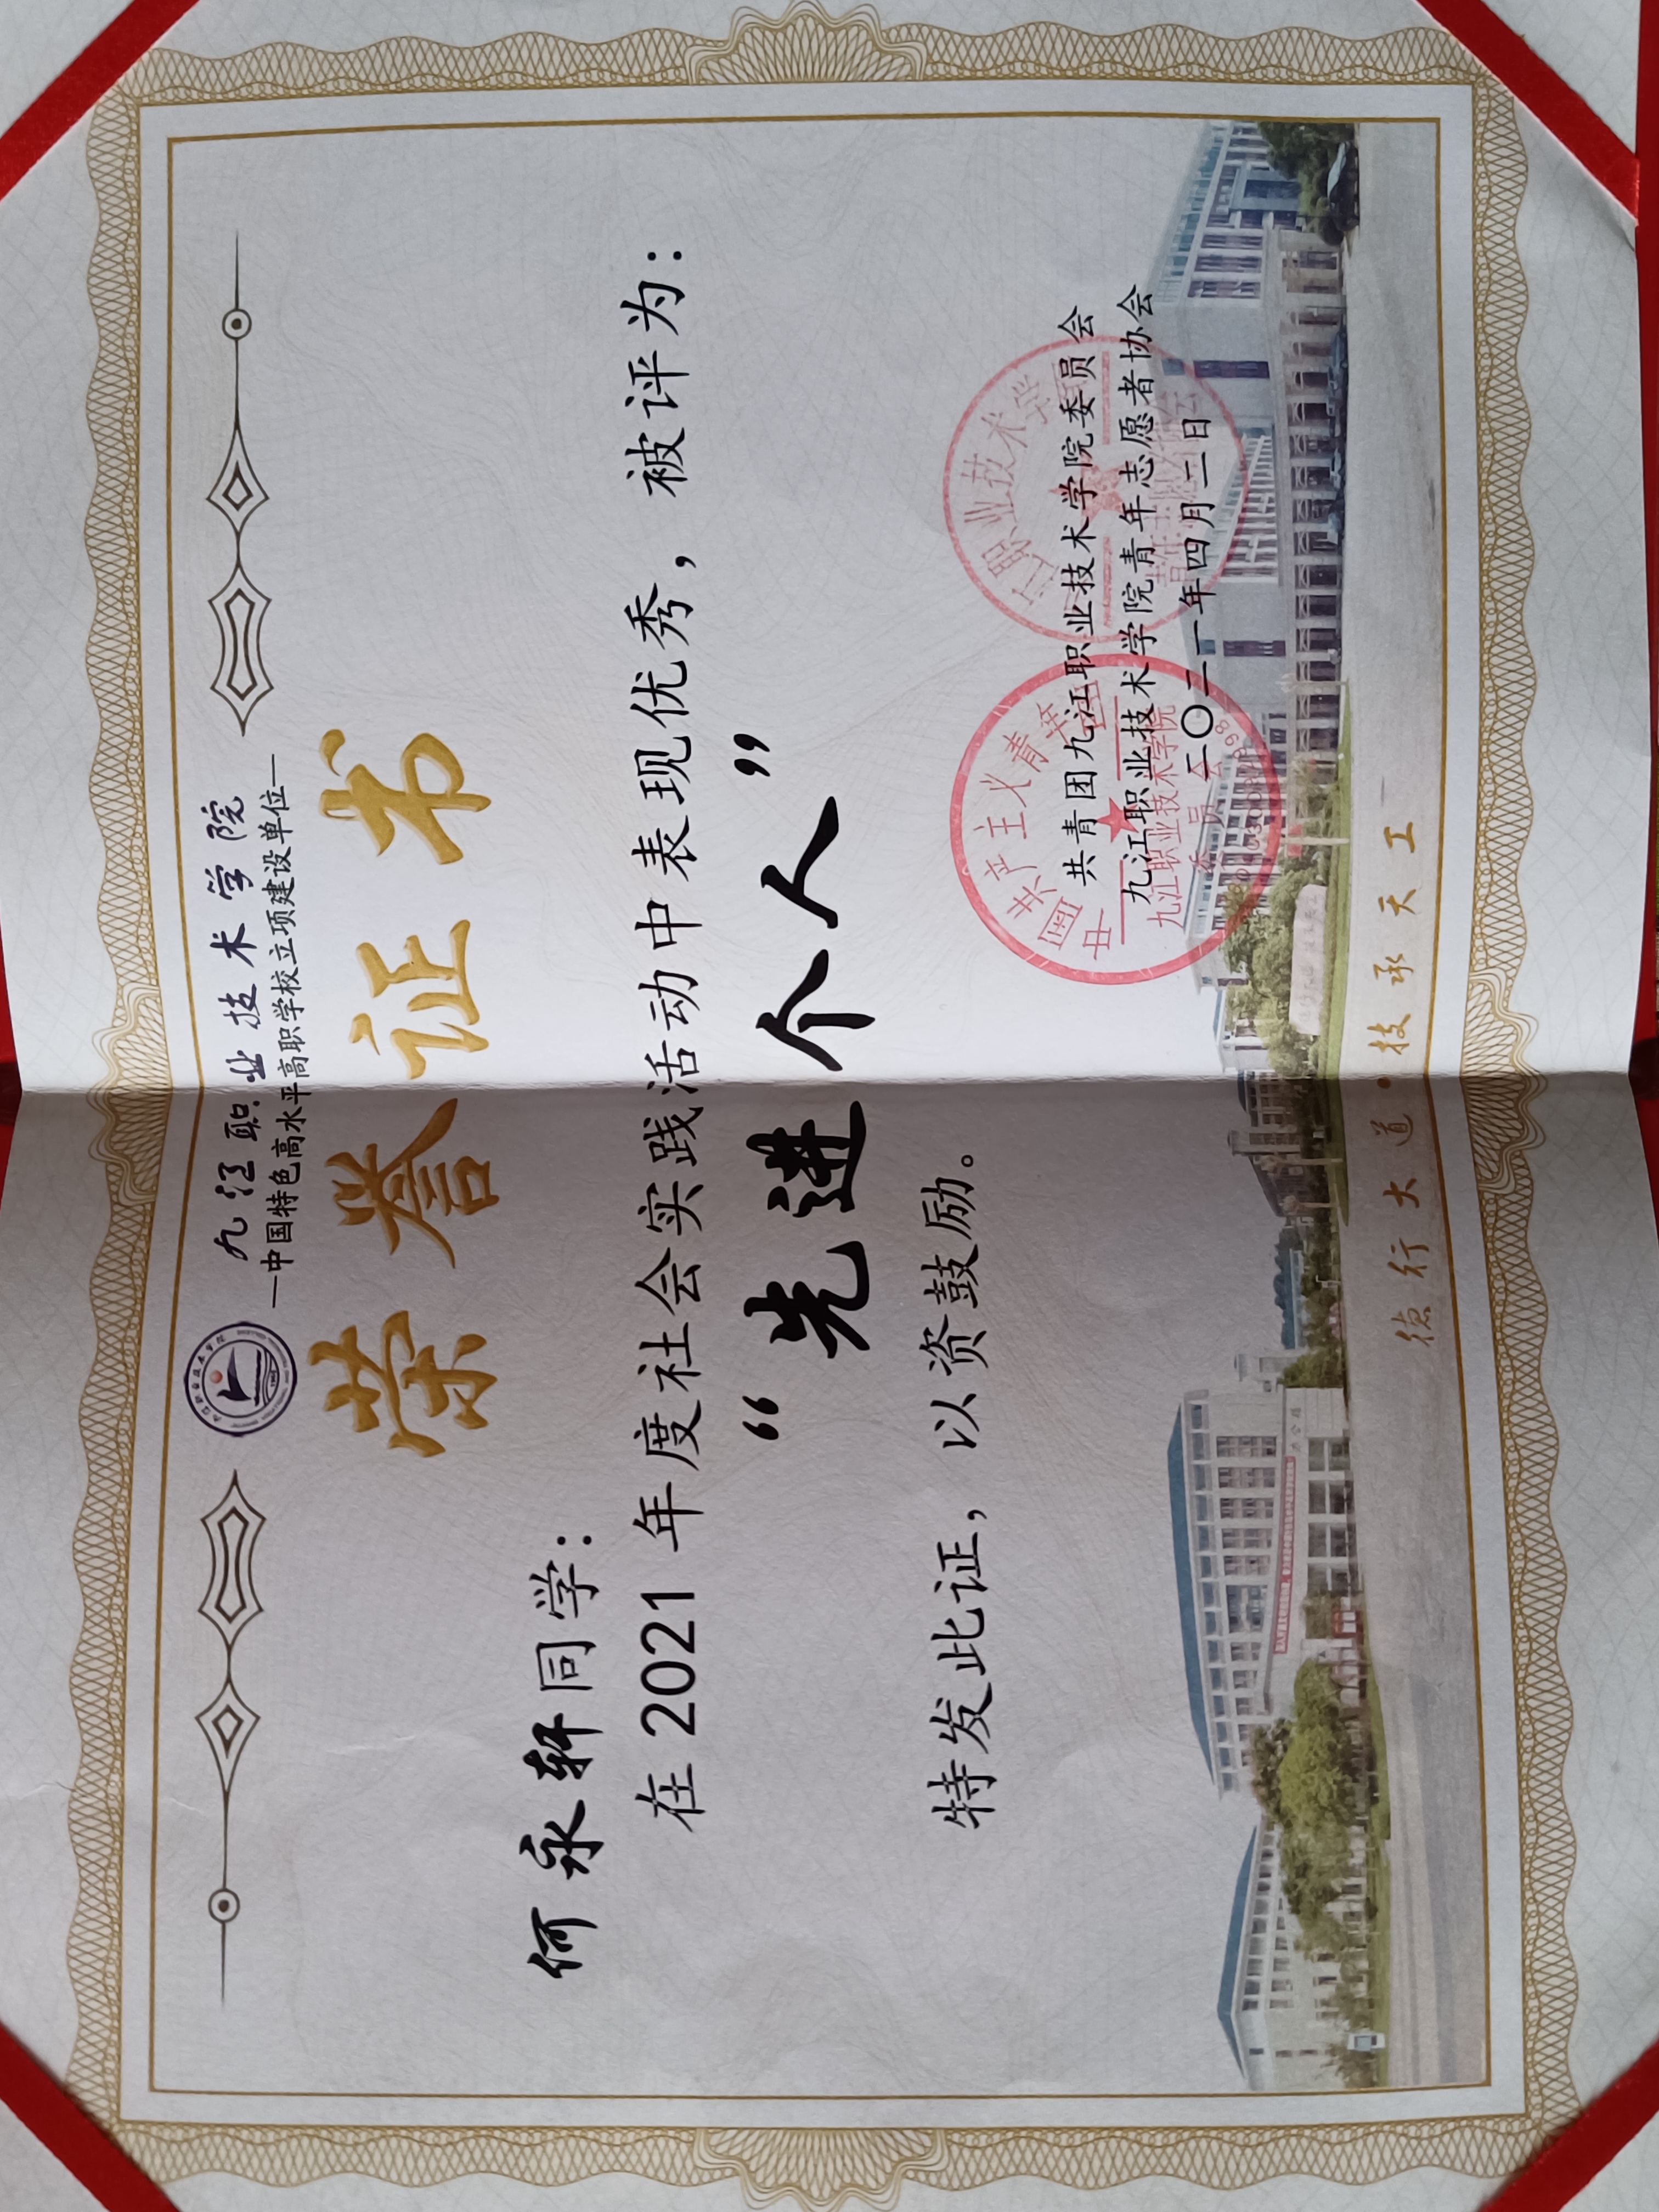 九江职业技术学院
—中国特色高水平高职学校立项建设单位—
荣誉证书
何永轩同学：
在 2021 年度社会实践活动中表现优秀，被评为：
“先进个人”
特发此证，以资鼓励。
中国共产主义青年团
九江职业技术学院
委员会
九江职业技术学院
青年志愿者协会
共青团九江职业技术学院委员会
九江职业技术学院青年志愿者协会
二〇二一年四月二日
办公楼
德行大道·技承天工